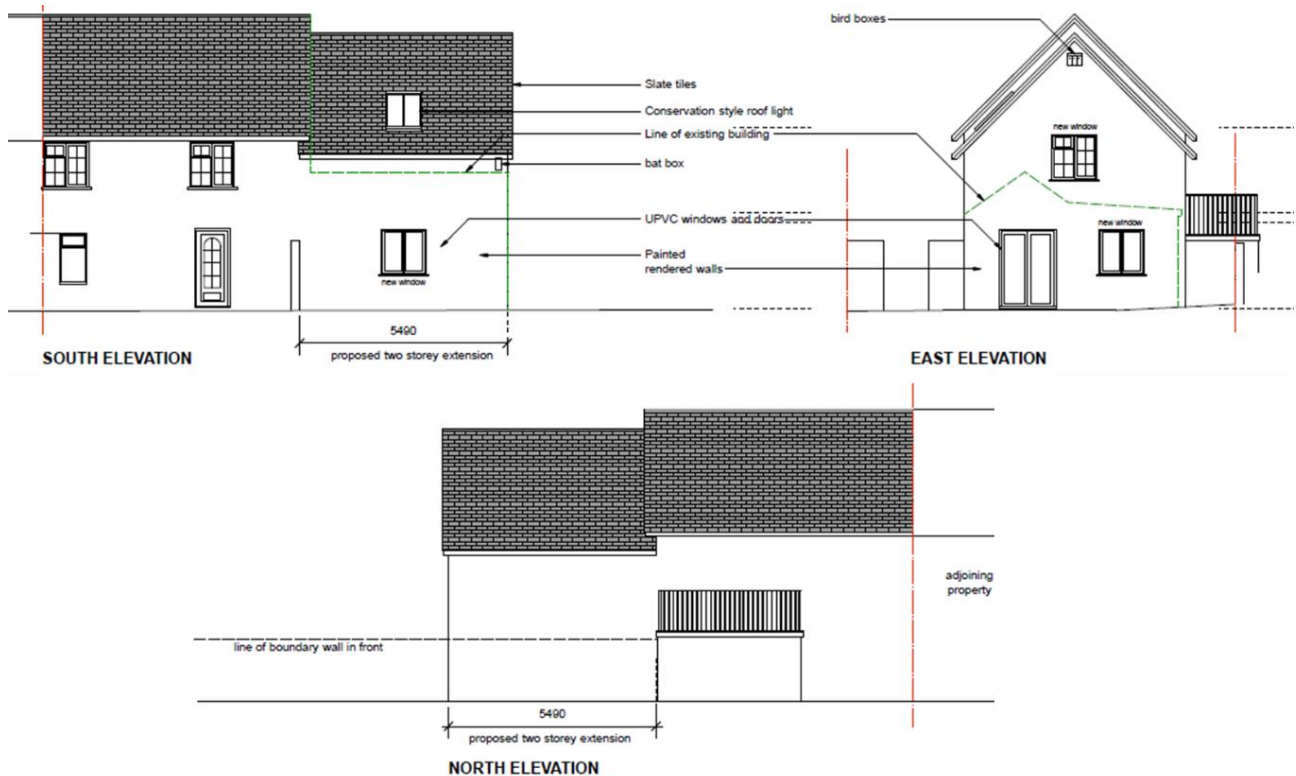 bird boxes
Slate tiles
Conservation style roof light
Line of existing building
bat box
UPVC windows and doors
Painted
rendered walls
new window
5490
proposed two storey extension
SOUTH ELEVATION
new window
new window
EAST ELEVATION
adjoining
property
line of boundary wall in front
5490
proposed two storey extension
NORTH ELEVATION